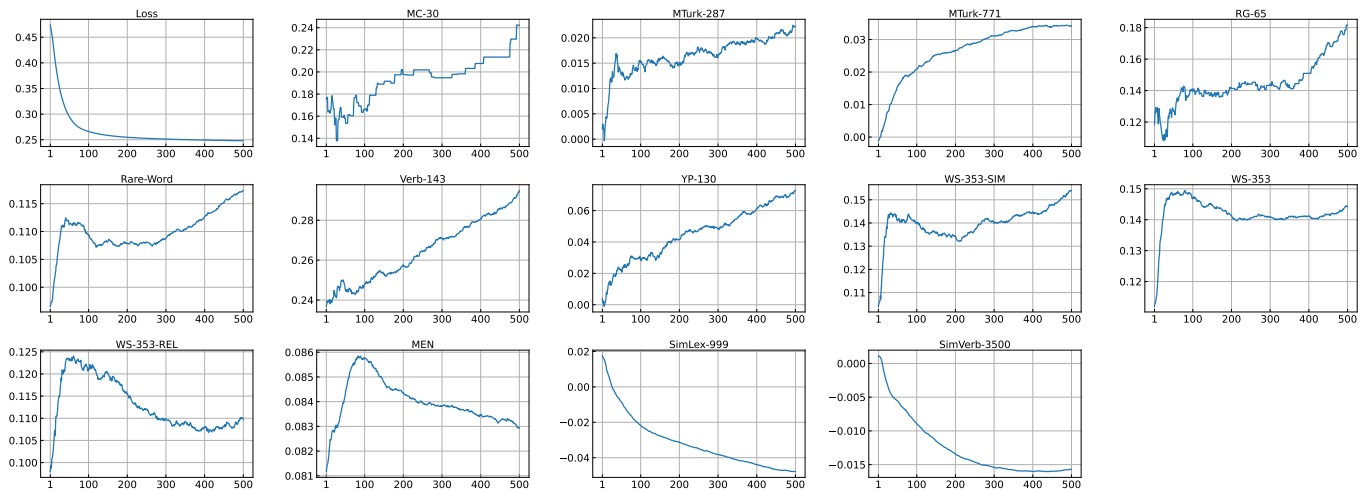 Loss
0.45
0.40
0.35
0.30
0.25
1 100 200 300 400 500
MC-30
0.24
0.22
0.20
0.18
0.16
0.14
1 100 200 300 400 500
MTurk-287
0.020
0.015
0.010
0.005
0.000
1 100 200 300 400 500
MTurk-771
0.03
0.02
0.01
0.00
1 100 200 300 400 500
RG-65
0.18
0.16
0.14
0.12
1 100 200 300 400 500
Rare-Word
0.115
0.110
0.105
0.100
1 100 200 300 400 500
Verb-143
0.28
0.26
0.24
1 100 200 300 400 500
YP-130
0.06
0.04
0.02
0.00
1 100 200 300 400 500
WS-353-SIM
0.15
0.14
0.13
0.12
0.11
1 100 200 300 400 500
WS-353
0.15
0.14
0.13
0.12
1 100 200 300 400 500
WS-353-REL
0.125
0.120
0.115
0.110
0.105
0.100
1 100 200 300 400 500
MEN
0.086
0.085
0.084
0.083
0.082
0.081
1 100 200 300 400 500
SimLex-999
0.02
0.00
−0.02
−0.04
1 100 200 300 400 500
SimVerb-3500
0.000
−0.005
−0.010
−0.015
1 100 200 300 400 500